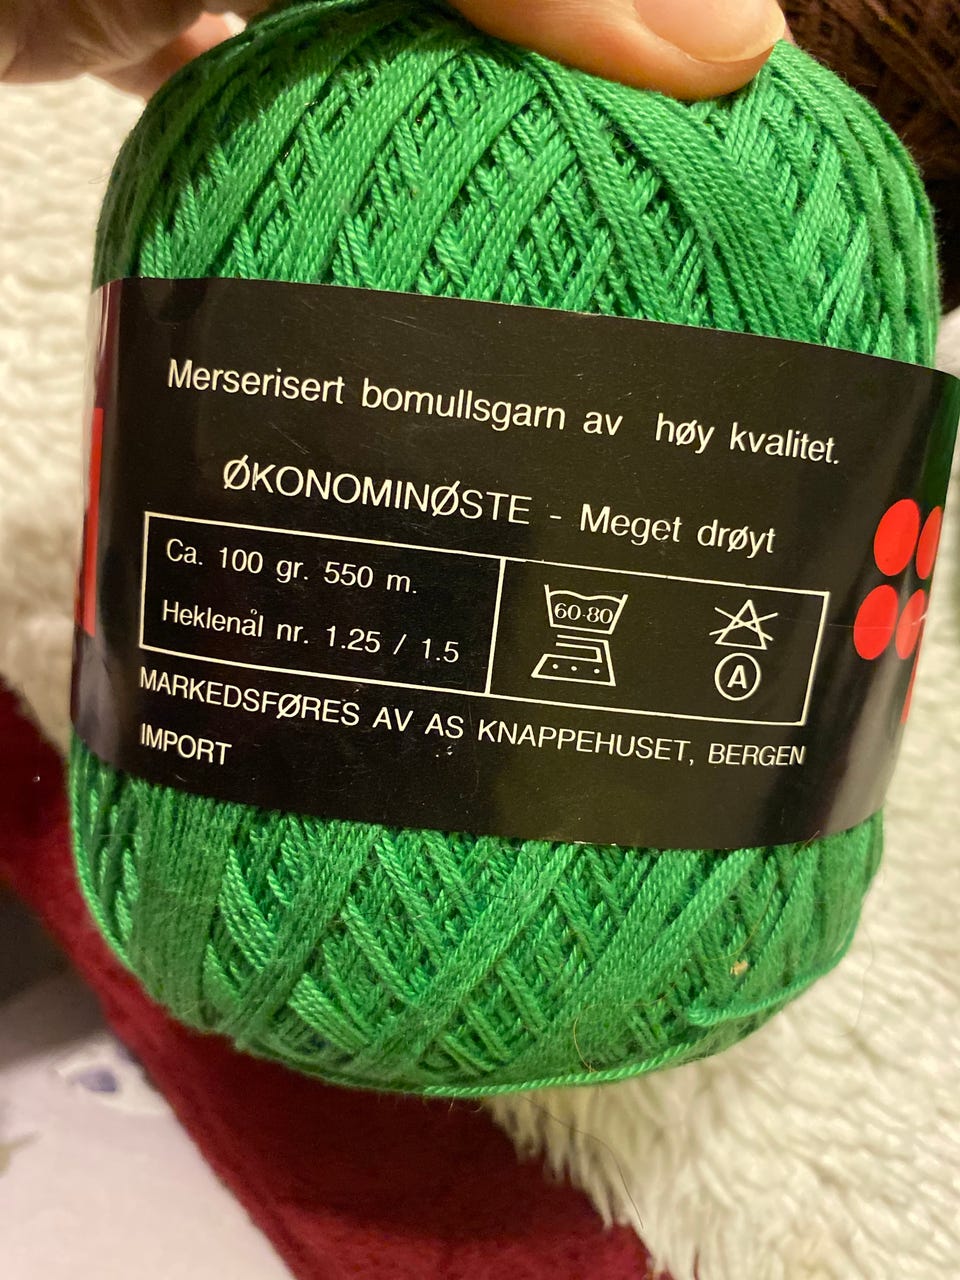 Merserisert bomullsgarn av høy kvalitet.
ØKONOMINØSTE - Meget drøyt
Ca. 100 gr. 550 m.
Heklenål nr. 1.25 / 1.5
60-80
A
MARKEDSFØRES AV AS KNAPPEHUSET, BERGEN
IMPORT